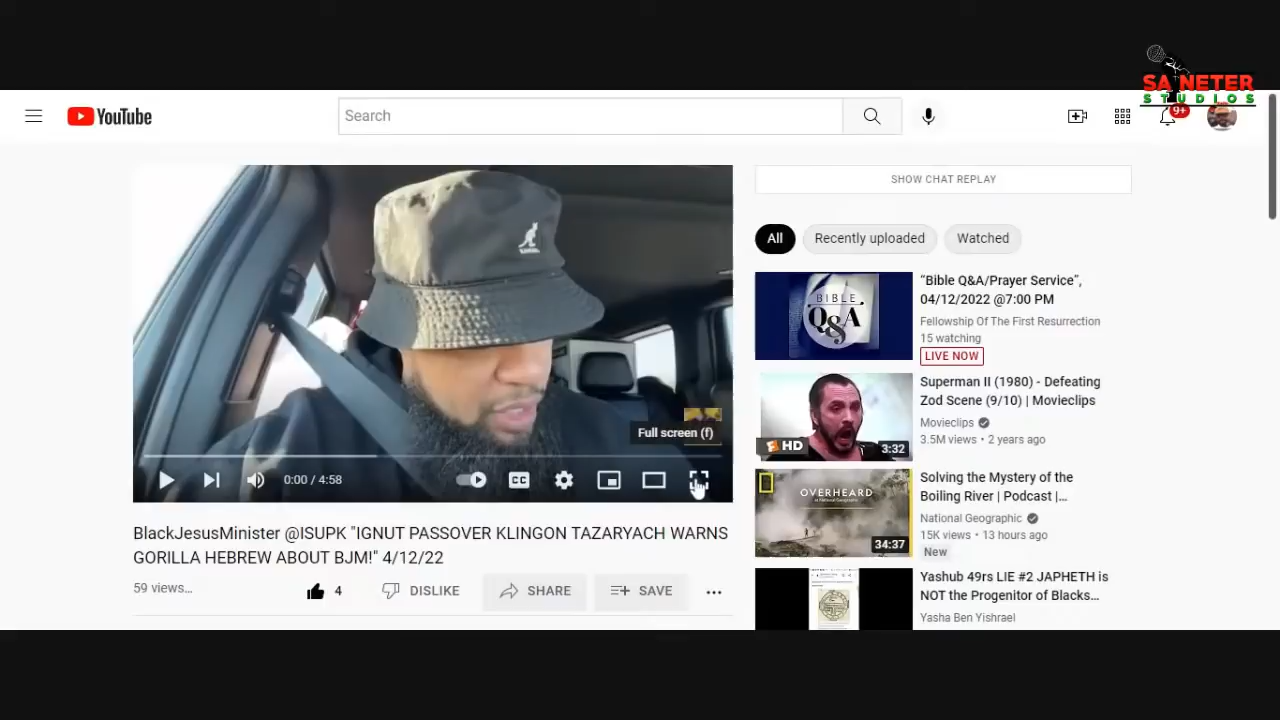 SA NETER
STUDIOS
YouTube
Search
9+
SHOW CHAT REPLAY
All
Recently uploaded
Watched
KANGOL
Full screen (f)
0:00 / 4:58
CC
BlackJesusMinister @ISUPK "IGNUT PASSOVER KLINGON TAZARYACH WARNS
GORILLA HEBREW ABOUT BJM!" 4/12/22
59 views...
4
DISLIKE
SHARE
SAVE
BIBLE
Q&A
"Bible Q&A/Prayer Service",
04/12/2022 @7:00 PM
Fellowship Of The First Resurrection
15 watching
LIVE NOW
HD
3:32
Superman II (1980) - Defeating
Zod Scene (9/10) | Movieclips
Movieclips
3.5M views • 2 years ago
OVERHEARD
34:37
Solving the Mystery of the
Boiling River | Podcast |...
National Geographic
15K views • 13 hours ago
New
Yashub 49rs LIE #2 JAPHETH is
NOT the Progenitor of Blacks...
Yasha Ben Yishrael